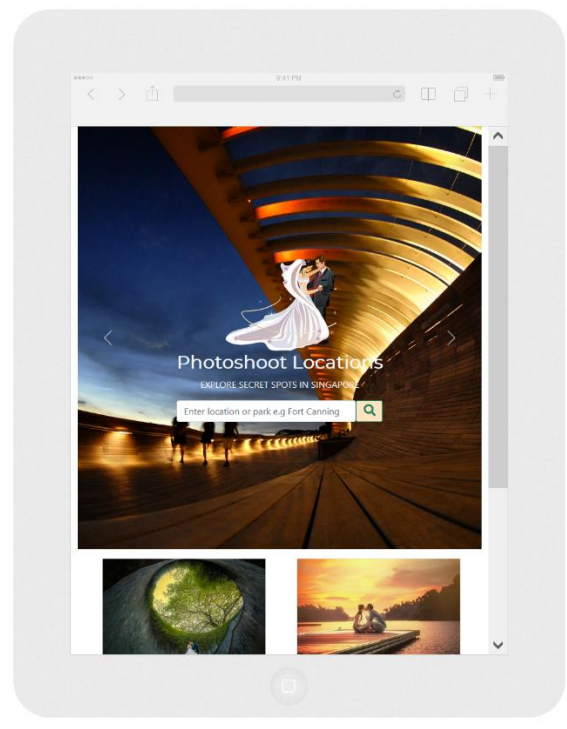 9:41 PM
Photoshoot Locations
EXPLORE SECRET SPOTS IN SINGAPORE
Enter location or park e.g Fort Canning